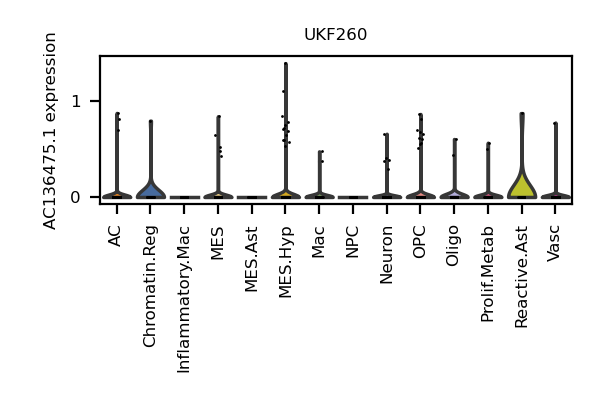 UKF260
AC136475.1 expression
1
0
AC
Chromatin.Reg
Inflammatory.Mac
MES
MES.Ast
MES.Hyp
Mac
NPC
Neuron
OPC
Oligo
Prolif.Metab
Reactive.Ast
Vasc